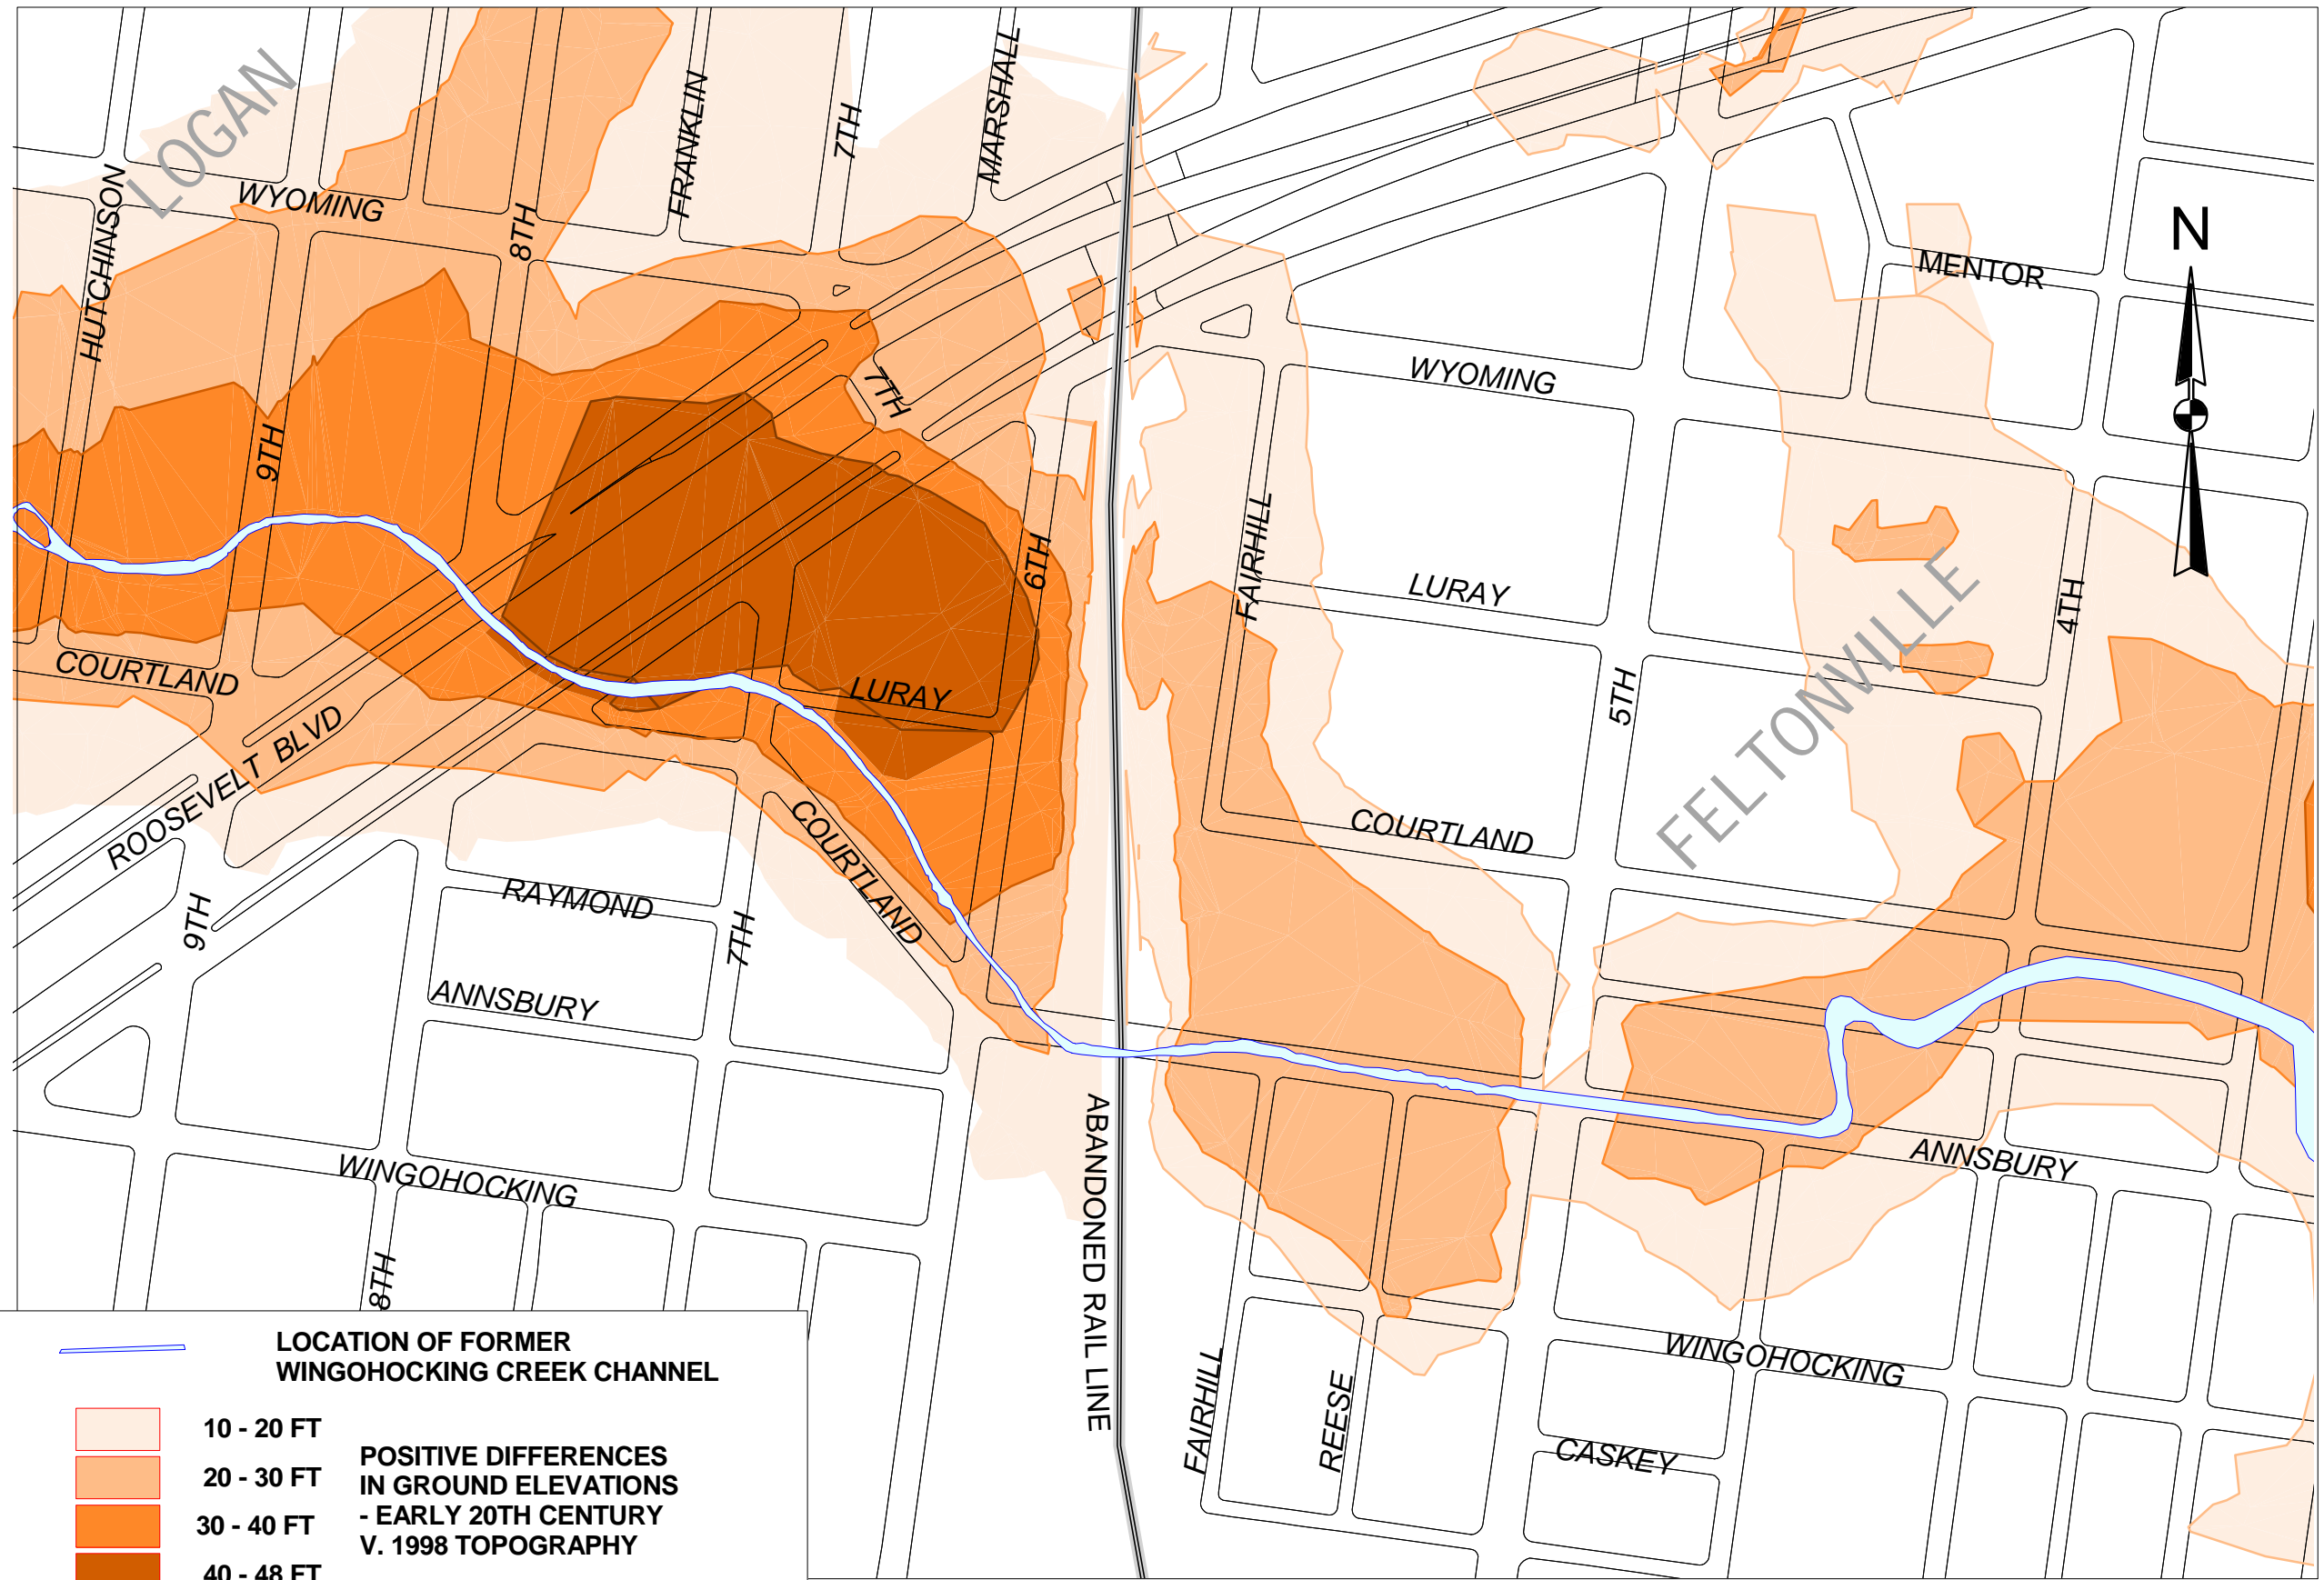 LOGAN
HUTCHINSON
WYOMING
8TH
FRANKLIN
7TH
MARSHALL
9TH
7TH
6TH
N
MENTOR
WYOMING
FAIRHILL
LURAY
5TH
4TH
FELTONVILLE
COURTLAND
COURTLAND
ROOSEVELT BLVD
LURAY
COURTLAND
RAYMOND
9TH
7TH
ANNSBURY
WINGOHOCKING
8TH
ABANDONED RAIL LINE
ANNSBURY
WINGOHOCKING
FAIRHILL
REESE
CASKEY
LOCATION OF FORMER
WINGOHOCKING CREEK CHANNEL
10 - 20 FT
20 - 30 FT
30 - 40 FT
40 - 48 FT
POSITIVE DIFFERENCES
IN GROUND ELEVATIONS
- EARLY 20TH CENTURY
V. 1998 TOPOGRAPHY